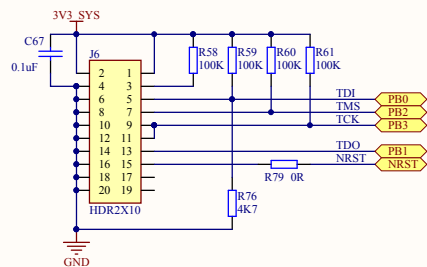 3V3_SYS
C67
0.1uF
J6
R58
100K
R59
100K
R60
100K
R61
100K
2 1
4 3
6 5
8 7
10 9
12 11
14 13
16 15
18 17
20 19
TDI PB0
TMS PB2
TCK PB3
TDO PB1
NRST NRST
R79 0R
R76
4K7
HDR2X10
GND